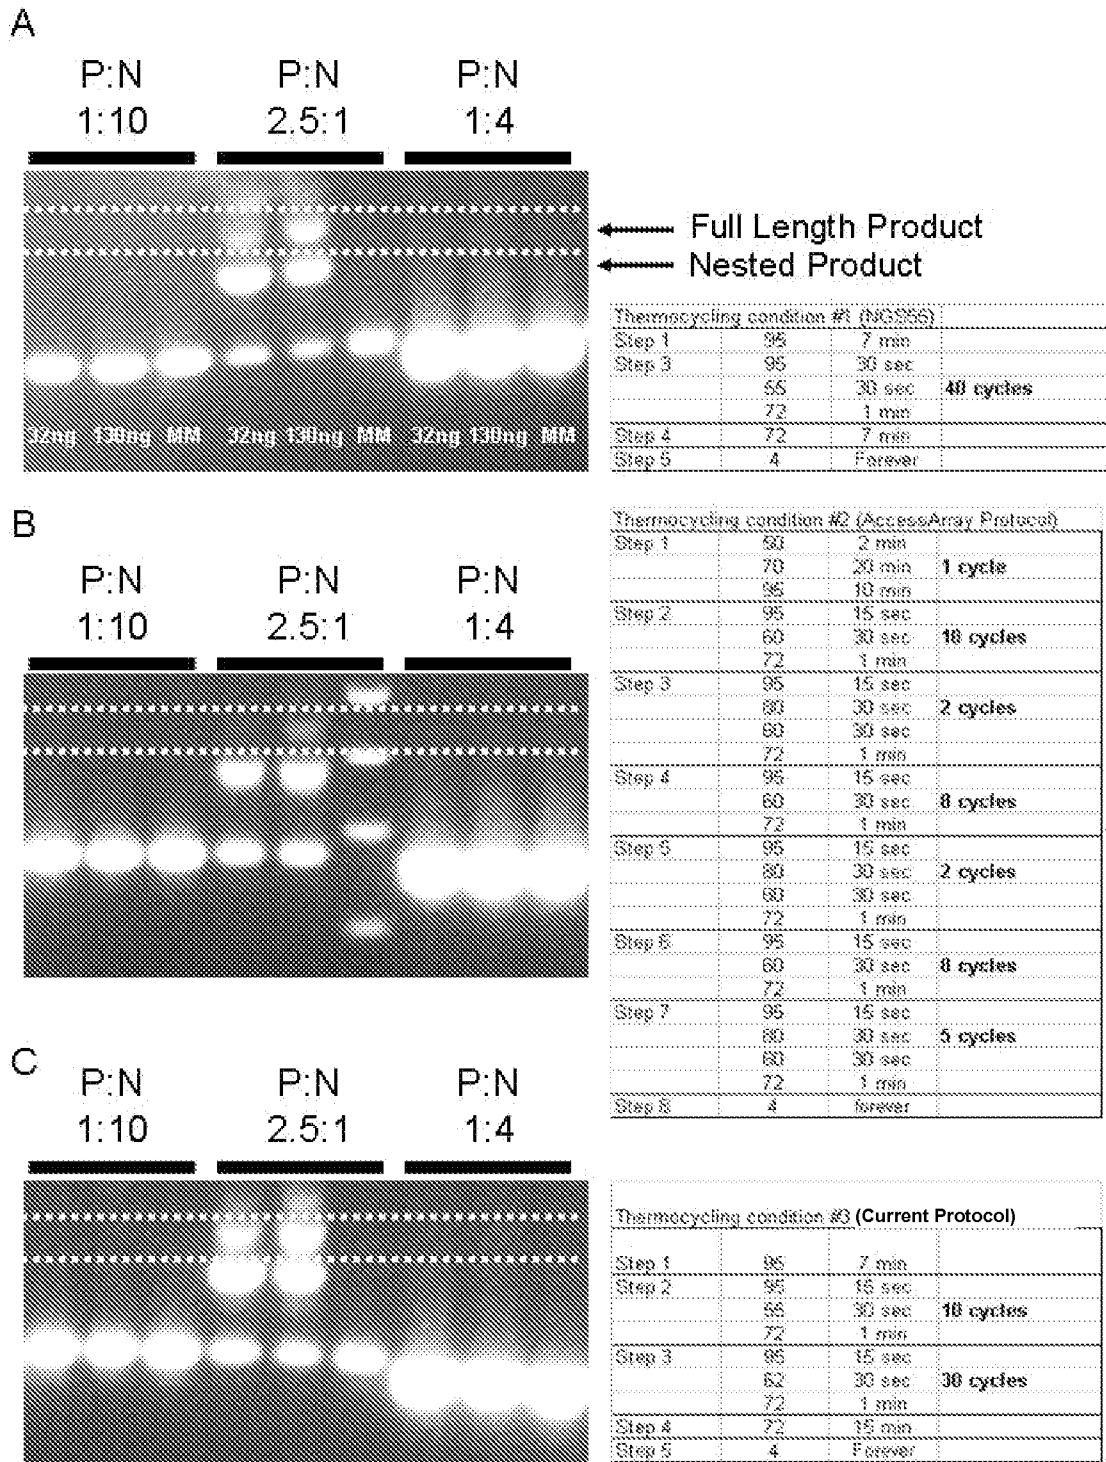 A
P:N P:N P:N
1:10 2.5:1 1:4
Full Length Product
Nested Product
32ng 130ng MM 32ng 130ng MM 32ng 130ng MM
Thermocycling condition #1 (NGS55)
Step 1 95 7 min
Step 3 95 30 sec
55 30 sec 40 cycles
72 1 min
Step 4 72 7 min
Step 5 4 Forever
B
P:N P:N P:N
1:10 2.5:1 1:4
Thermocycling condition #2 (AccessArray Protocol)
Step 1 50 2 min
70 20 min 1 cycle
95 10 min
Step 2 95 15 sec
60 30 sec 10 cycles
72 1 min
Step 3 95 15 sec
80 30 sec 2 cycles
60 30 sec
72 1 min
Step 4 95 15 sec
60 30 sec 8 cycles
72 1 min
Step 5 95 15 sec
80 30 sec 2 cycles
60 30 sec
72 1 min
Step 6 95 15 sec
60 30 sec 8 cycles
72 1 min
Step 7 95 15 sec
80 30 sec 5 cycles
60 30 sec
72 1 min
Step 8 4 forever
C
P:N P:N P:N
1:10 2.5:1 1:4
Thermocycling condition #3 (Current Protocol)
Step 1 95 7 min
Step 2 95 15 sec
55 30 sec 10 cycles
72 1 min
Step 3 95 15 sec
62 30 sec 30 cycles
72 1 min
Step 4 72 15 min
Step 5 4 Forever